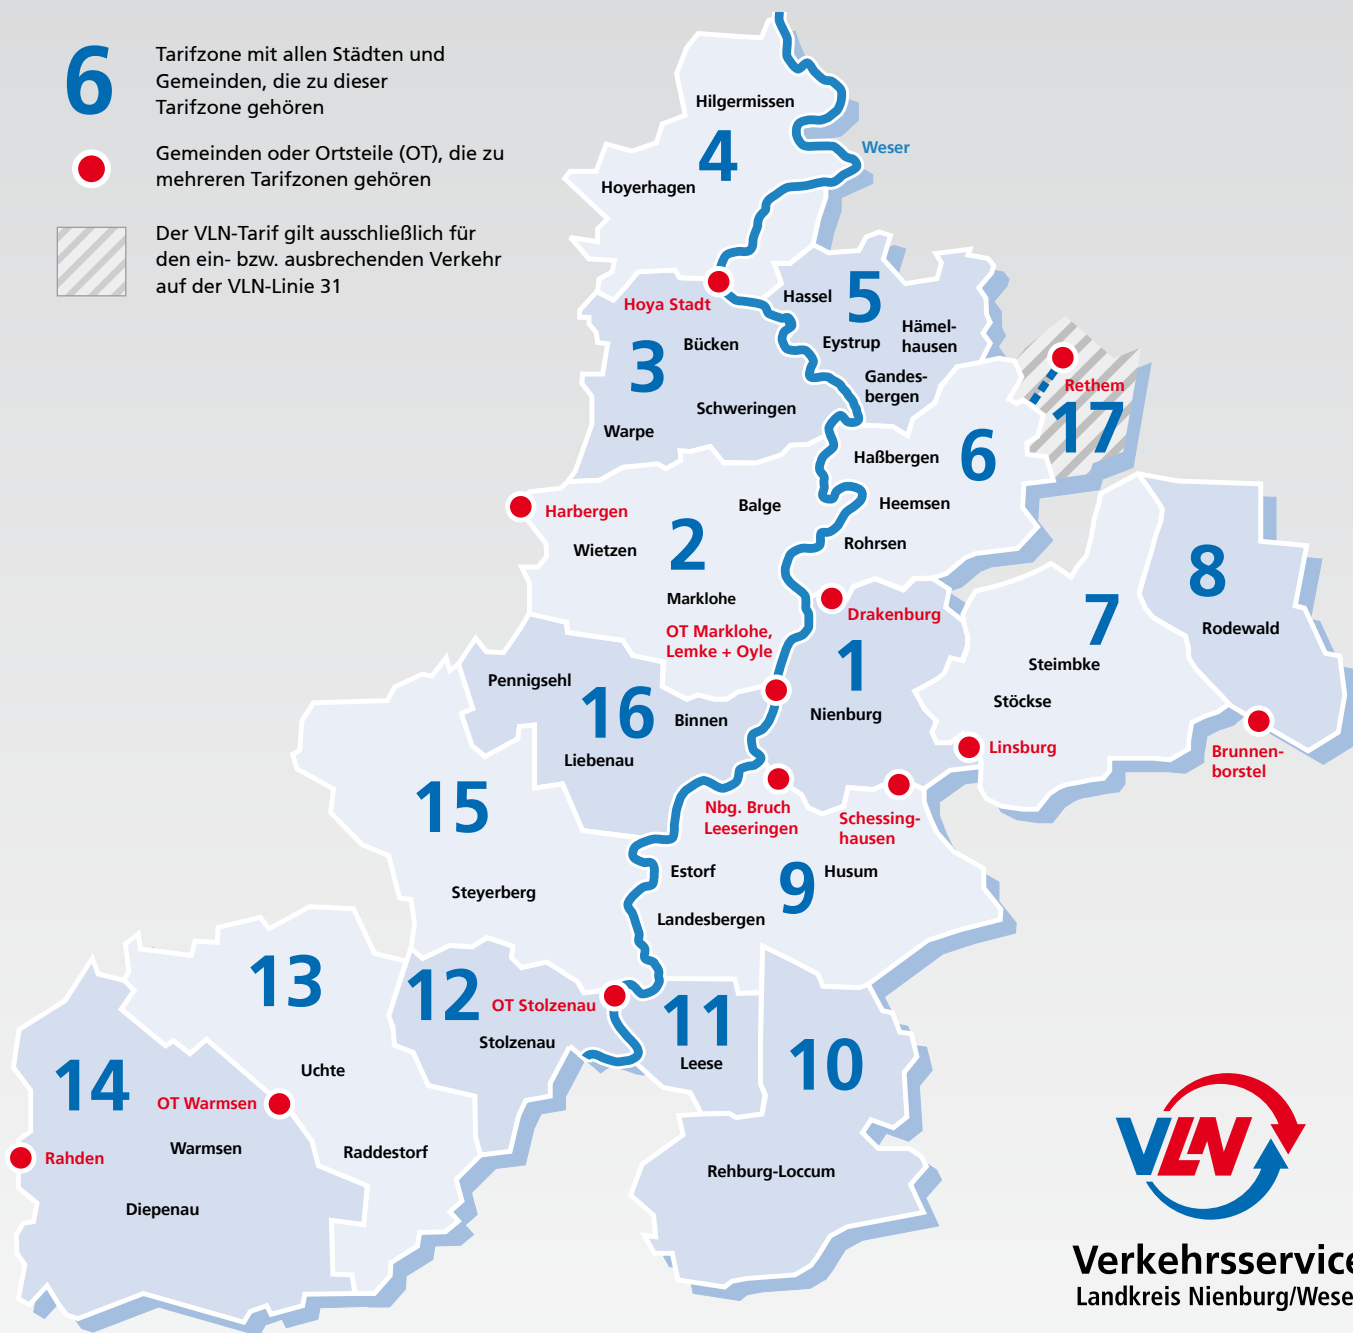 6
Tarifzone mit allen Städten und
Gemeinden, die zu dieser
Tarifzone gehören
Gemeinden oder Ortsteile (OT), die zu
mehreren Tarifzonen gehören
Der VLN-Tarif gilt ausschließlich für
den ein- bzw. ausbrechenden Verkehr
auf der VLN-Linie 31
Hilgermissen
4
Weser
Hoyerhagen
Hoya Stadt
Hassel
5
Hämel-
hausen
Eystrup
Gandes-
bergen
Bücken
3
Schweringen
Warpe
Rethem
17
Haßbergen
6
Heemsen
Rohrsen
Harbergen
Balge
2
Wietzen
Marklohe
OT Marklohe,
Lemke + Oyle
Drakenburg
1
Nienburg
8
Rodewald
7
Steimbke
Stöckse
Linsburg
Brunnen-
borstel
Pennigsehl
16
Binnen
Liebenau
15
Steyerberg
Nbg. Bruch
Leeseringen
Schessing-
hausen
Estorf
9
Husum
Landesbergen
13
Uchte
Raddestorf
12
OT Stolzenau
Stolzenau
11
Leese
10
Rehburg-Loccum
14
OT Warmsen
Warmsen
Rahden
Diepenau
VLN
Verkehrsservice
Landkreis Nienburg/Wese